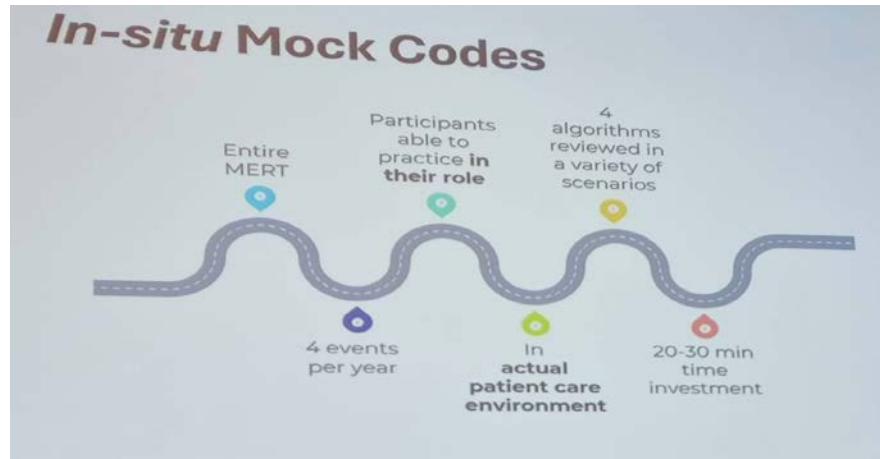 In-situ Mock Codes
Entire
MERT
4 events
per year
Participants
able to
practice in
their role
In
actual
patient care
environment
4
algorithms
reviewed in
a variety of
scenarios
20-30 min
time
investment